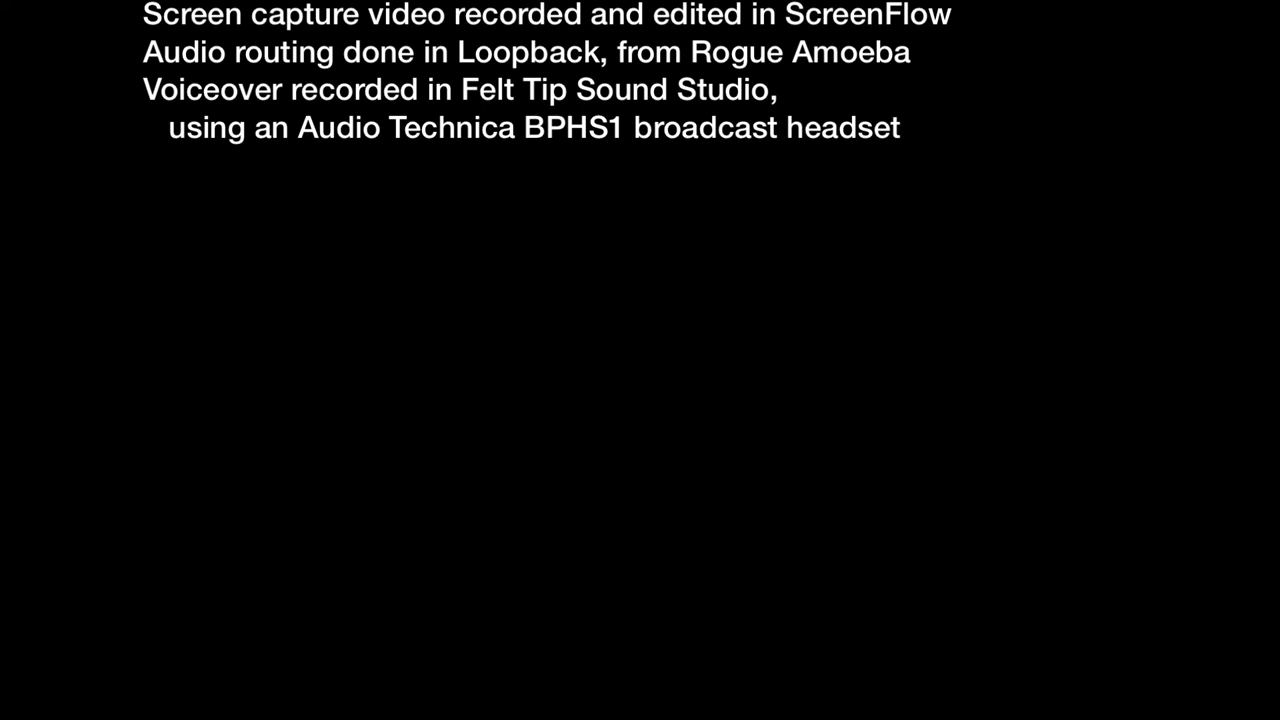 Screen capture video recorded and edited in ScreenFlow
Audio routing done in Loopback, from Rogue Amoeba
Voiceover recorded in Felt Tip Sound Studio,
using an Audio Technica BPHS1 broadcast headset